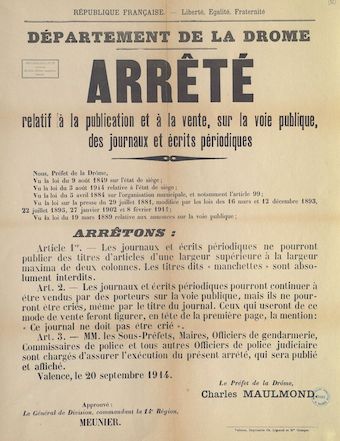 RÉPUBLIQUE FRANÇAISE. — Liberté, Egalité, Fraternité
DÉPARTEMENT DE LA DROME
ARRÊTÉ
relatif à la publication et à la vente, sur la voie publique,
des journaux et écrits périodiques
Nous, Préfet de la Drôme,
Vu la loi du 9 août 1849 sur l'état de siège ;
Vu la loi du 3 août 1914 relative à l'état de siège ;
Vu la loi du 5 avril 1884 sur l'organisation municipale, et notamment l'article 99 ;
Vu la loi sur la presse du 29 juillet 1881, modifiée par les lois des 16 mars et 12 décembre 1893,
22 juillet 1895, 27 janvier 1902 et 8 février 1911 ;
Vu la loi du 19 mars 1889 relative aux annonces sur la voie publique ;
ARRÊTONS :
Article 1er. — Les journaux et écrits périodiques ne pourront
publier des titres d'articles d'une largeur supérieure à la largeur
maxima de deux colonnes. Les titres dits « manchettes » sont abso-
lument interdits.
Art. 2. — Les journaux et écrits périodiques pourront continuer à
être vendus par des porteurs sur la voie publique, mais ils ne pour-
ront être criés, même par le titre du journal. Ceux qui useront de ce
mode de vente feront figurer, en tête de la première page, la mention :
« Ce journal ne doit pas être crié ».
Art. 3. — MM. les Sous-Préfets, Maires, Officiers de gendarmerie,
Commissaires de police et tous autres Officiers de police judiciaire
sont chargés d'assurer l'exécution du présent arrêté, qui sera publié
et affiché.
Valence, le 20 septembre 1914.
Le Préfet de la Drôme,
Charles MAULMOND.
Approuvé :
Le Général de Division, commandant la 14e Région,
MEUNIER.
Valence, Imprimerie